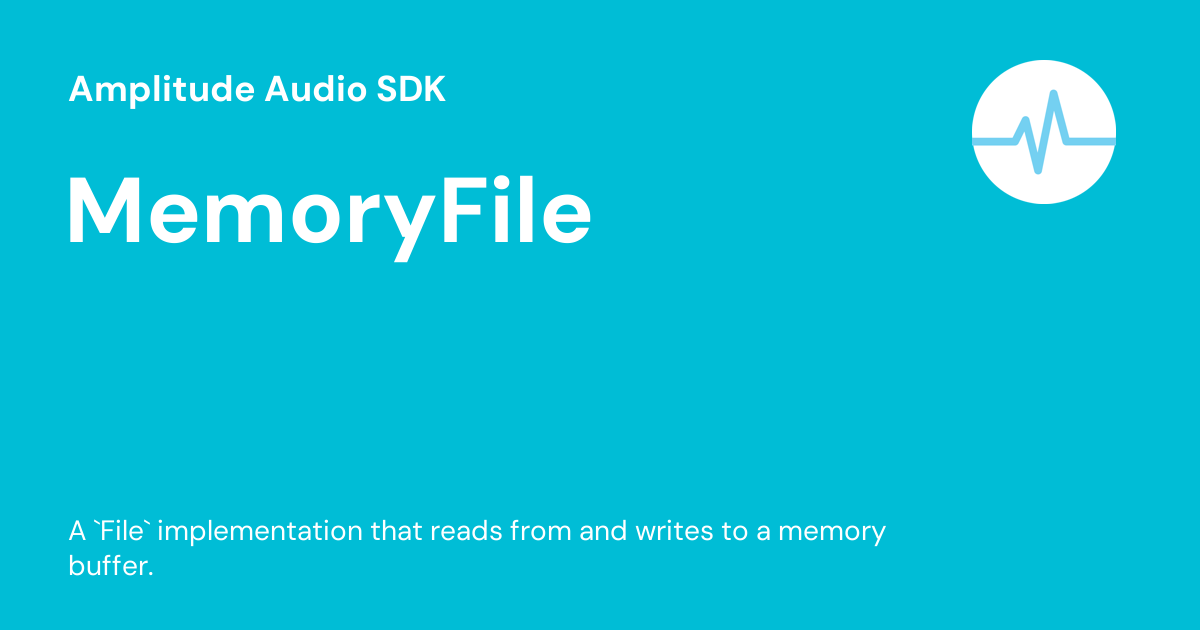 Amplitude Audio SDK
MemoryFile
A `File` implementation that reads from and writes to a memory
buffer.